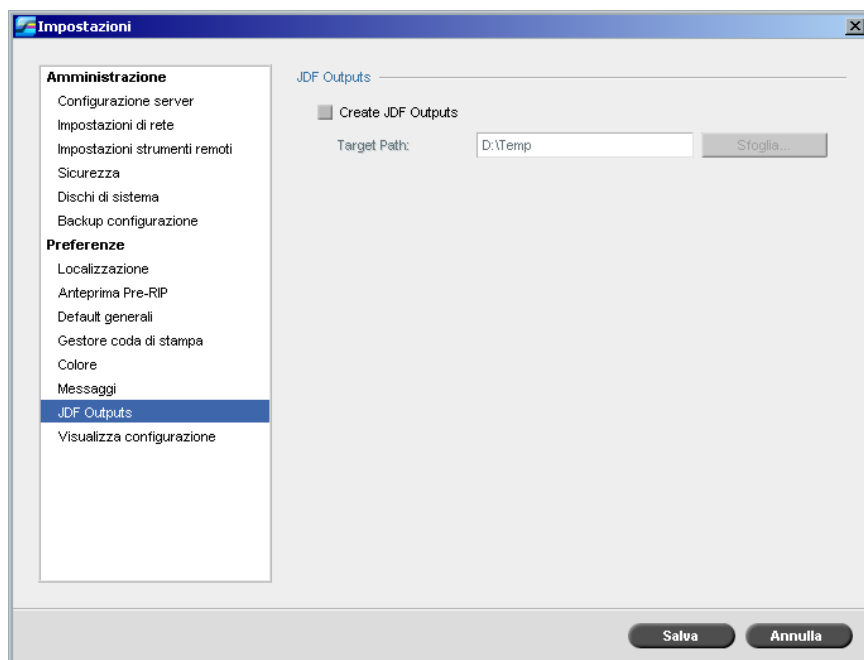 Impostazioni
Amministrazione
Configurazione server
Impostazioni di rete
Impostazioni strumenti remoti
Sicurezza
Dischi di sistema
Backup configurazione
Preferenze
Localizzazione
Anteprima Pre-RIP
Default generali
Gestore coda di stampa
Colore
Messaggi
JDF Outputs
Visualizza configurazione
JDF Outputs
Create JDF Outputs
Target Path: D:\Temp Sfoglia...
Salva Annulla